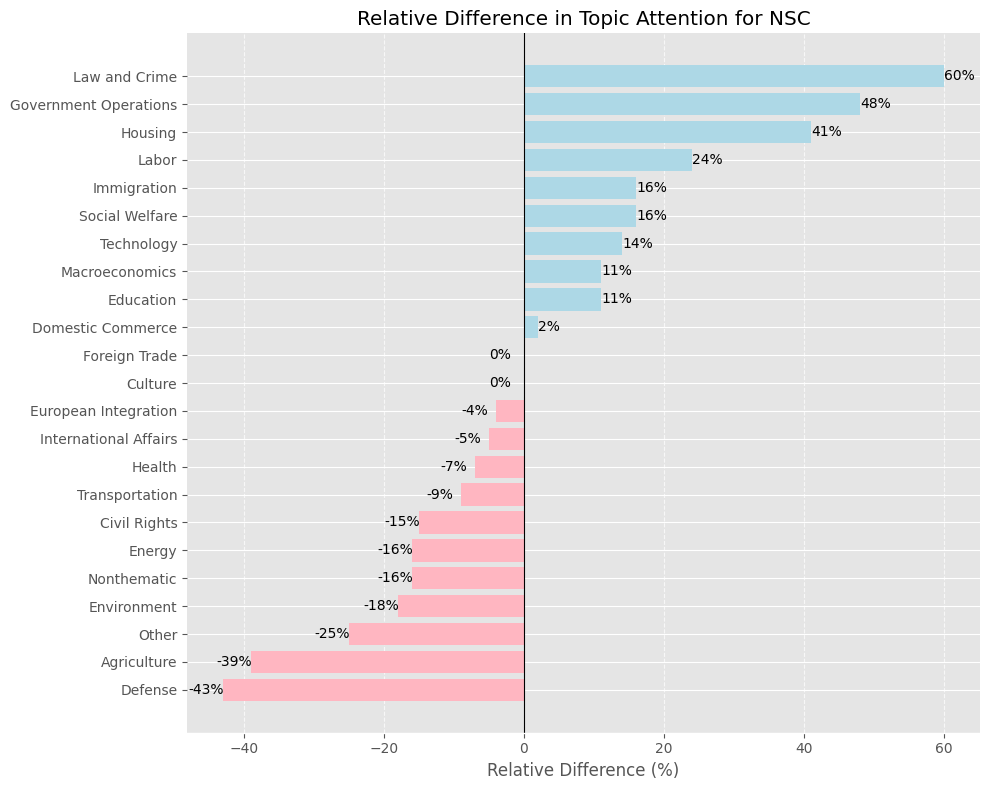 Relative Difference in Topic Attention for NSC
Law and Crime 60%
Government Operations 48%
Housing 41%
Labor 24%
Immigration 16%
Social Welfare 16%
Technology 14%
Macroeconomics 11%
Education 11%
Domestic Commerce 2%
Foreign Trade 0%
Culture 0%
European Integration -4%
International Affairs -5%
Health -7%
Transportation -9%
Civil Rights -15%
Energy -16%
Nonthematic -16%
Environment -18%
Other -25%
Agriculture -39%
Defense -43%
−40 −20 0 20 40 60
Relative Difference (%)